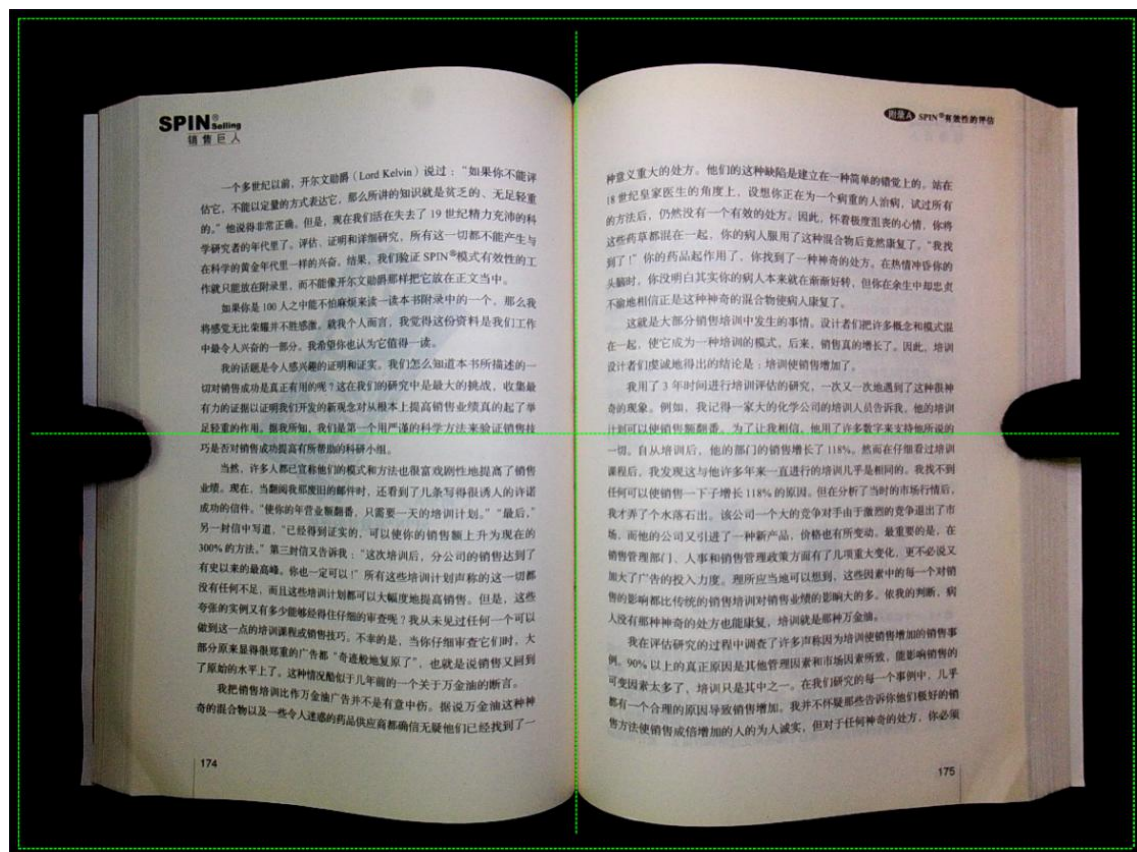 SPIN® Selling
销售巨人
一个多世纪以前，开尔文勋爵（Lord Kelvin）说过：“如果你不能评
估它，不能以定量的方式表达它，那么所讲的知识就是贫乏的、无足轻重
的。”他说得非常正确。但是，现在我们活在失去了 19 世纪精力充沛的科
学研究者的年代里了。评估、证明和详细研究，所有这一切都不能产生与
在科学的黄金年代里一样的兴奋。结果，我们验证 SPIN®模式有效性的工
作就只能放在附录里，而不能像开尔文勋爵那样把它放在正文当中。
如果你是 100 人之中能不怕麻烦来读一读本书附录中的一个，那么我
将感觉无比荣耀并不胜感激。就我个人而言，我觉得这份资料是我们工作
中最令人兴奋的一部分。我希望你也认为它值得一读。
我的话题是令人感兴趣的证明和证实。我们怎么知道本书所描述的一
切对销售成功是真正有用的呢？这在我们的研究中是最大的挑战，收集最
有力的证据以证明我们开发的新观念对从根本上提高销售业绩真的起了举
足轻重的作用。据我所知，我们是第一个用严谨的科学方法来验证销售技
巧是否对销售成功提高有所帮助的科研小组。
当然，许多人都已宣称他们的模式和方法也很富戏剧性地提高了销售
业绩。现在，当翻阅我那废旧的邮件时，还看到了几条写得很诱人的许诺
成功的信件。“使你的年营业额翻番，只需要一天的培训计划。”“最后，”
另一封信中写道，“已经得到证实的，可以使你的销售额上升为现在的
300%的方法。”第三封信又告诉我：“这次培训后，分公司的销售达到了
有史以来的最高峰。你也一定可以！”所有这些培训计划声称的这一切都
没有任何不足，而且这些培训计划都可以大幅度地提高销售。但是，这些
夸张的实例又有多少能够经得住仔细的审查呢？我从未见过任何一个可以
做到这一点的培训课程或销售技巧。不幸的是，当你仔细审查它们时，大
部分原来显得很郑重的广告都“奇迹般地复原了”，也就是说销售又回到
了原始的水平上了。这种情况酷似于几年前的一个关于万金油的断言。
我把销售培训比作万金油广告并不是有意中伤。据说万金油这种神
奇的混合物以及一些令人迷惑的药品供应商都确信无疑他们已经找到了一
174
附录A SPIN®有效性的评估
种意义重大的处方。他们的这种缺陷是建立在一种简单的错觉上的。站在
18 世纪皇家医生的角度上，设想你正在为一个病重的人治病，试过所有
的方法后，仍然没有一个有效的处方。因此，怀着极度沮丧的心情，你将
这些药草都混在一起，你的病人服用了这种混合物后竟然康复了。“我找
到了！”你的药品起作用了，你找到了一种神奇的处方。在热情冲昏你的
头脑时，你没明白其实你的病人本来就在渐渐好转，但你在余生中却忠贞
不渝地相信正是这种神奇的混合物使病人康复了。
这就是大部分销售培训中发生的事情。设计者们把许多概念和模式混
在一起，使它成为一种培训的模式，后来，销售真的增长了。因此，培训
设计者们虔诚地得出的结论是：培训使销售增加了。
我用了 3 年时间进行培训评估的研究，一次又一次地遇到了这种很神
奇的现象。例如，我记得一家大的化学公司的培训人员告诉我，他的培训
计划可以使销售额翻番。为了让我相信，他用了许多数字来支持他所说的
一切。自从培训后，他的部门的销售增长了 118%。然而在仔细看过培训
课程后，我发现这与他许多年来一直进行的培训几乎是相同的。我找不到
任何可以使销售一下子增长 118%的原因。但在分析了当时的市场行情后，
我才弄了个水落石出。该公司一个大的竞争对手由于激烈的竞争退出了市
场，而他的公司又引进了一种新产品，价格也有所变动。最重要的是，在
销售管理部门、人事和销售管理政策方面有了几项重大变化，更不必说又
加大了广告的投入力度。理所应当地可以想到，这些因素中的每一个对销
售的影响都比传统的销售培训对销售业绩的影响大的多。依我的判断，病
人没有那种神奇的处方也能康复，培训就是那种万金油。
我在评估研究的过程中调查了许多声称因为培训使销售增加的销售事
例。90%以上的真正原因是其他管理因素和市场因素所致，能影响销售的
可变因素太多了，培训只是其中之一。在我们研究的每一个事例中，几乎
都有一个合理的原因导致销售增加。我并不怀疑那些告诉你他们极好的销
售方法使销售成倍增加的人的为人诚实，但对于任何神奇的处方，你必须
175